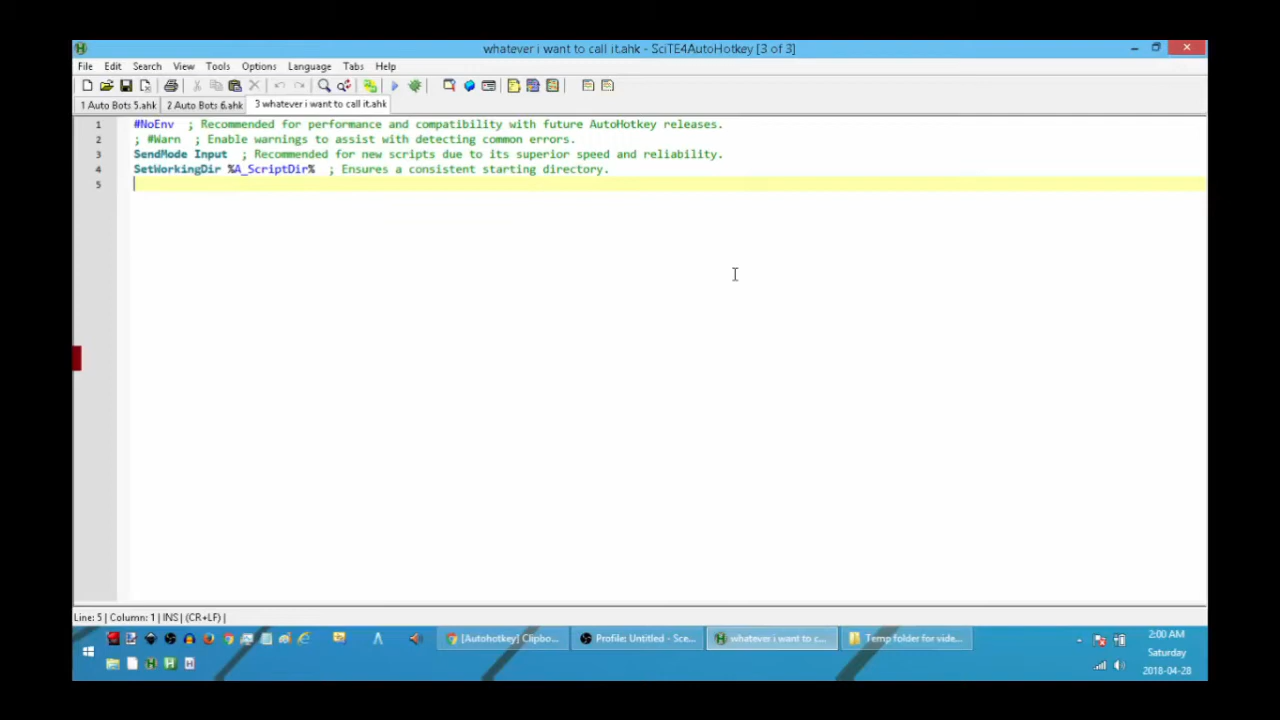 whatever i want to call it.ahk - SciTE4AutoHotkey [3 of 3]
File Edit Search View Tools Options Language Tabs Help
1 Auto Bots 5.ahk 2 Auto Bots 6.ahk 3 whatever i want to call it.ahk
1 #NoEnv ; Recommended for performance and compatibility with future AutoHotkey releases.
2 ; #Warn ; Enable warnings to assist with detecting common errors.
3 SendMode Input ; Recommended for new scripts due to its superior speed and reliability.
4 SetWorkingDir %A_ScriptDir% ; Ensures a consistent starting directory.
5
Line: 5 | Column: 1 | INS | (CR+LF) |
[Autohotkey] Clipbo... Profile: Untitled - Sce... whatever i want to c... Temp folder for vide...
2:00 AM
Saturday
2018-04-28